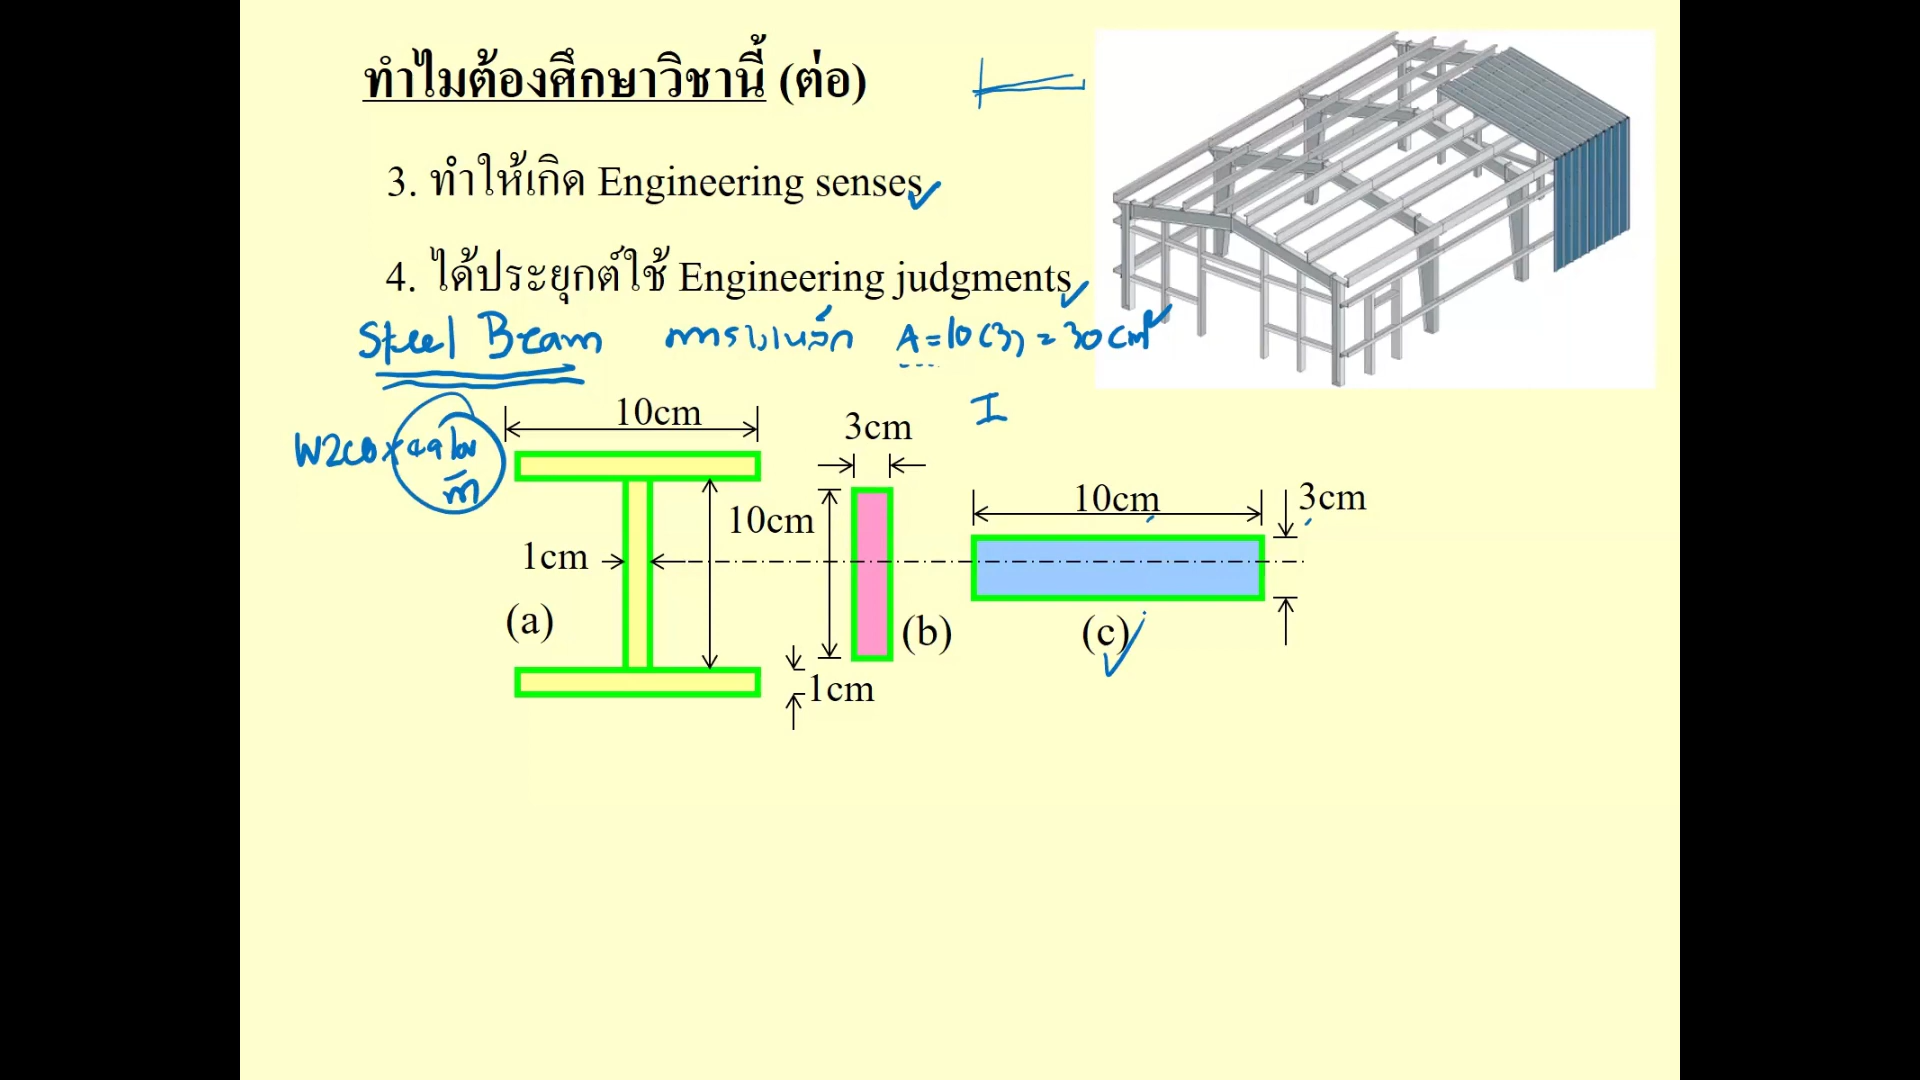 ทำไมต้องศึกษาวิชานี้ (ต่อ)
3. ทำให้เกิด Engineering senses
4. ได้ประยุกต์ใช้ Engineering judgments
Steel Beam A = 10(3) = 30 cm²
I
10cm
3cm
10cm
3cm
10cm
1cm
(a)
(b)
(c)
1cm